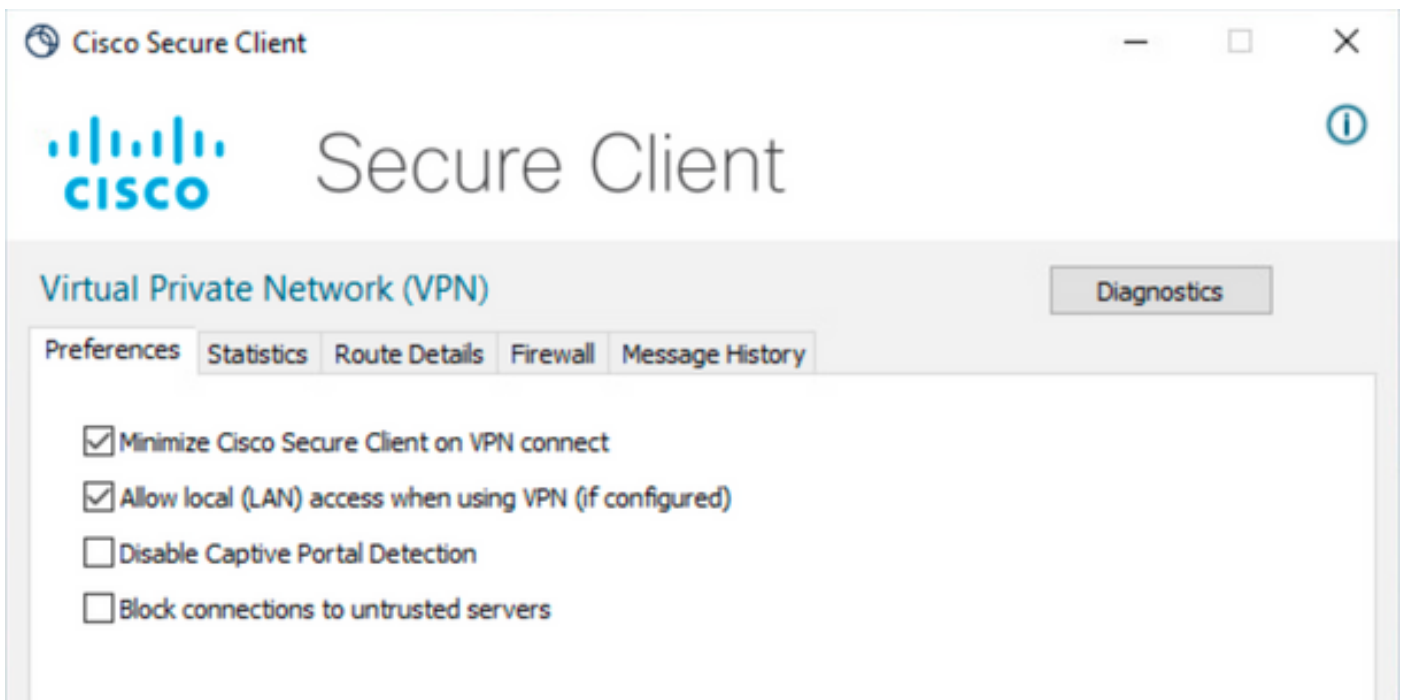 Cisco Secure Client
CISCO
Secure Client
Virtual Private Network (VPN)
Diagnostics
Preferences Statistics Route Details Firewall Message History
Minimize Cisco Secure Client on VPN connect
Allow local (LAN) access when using VPN (if configured)
Disable Captive Portal Detection
Block connections to untrusted servers